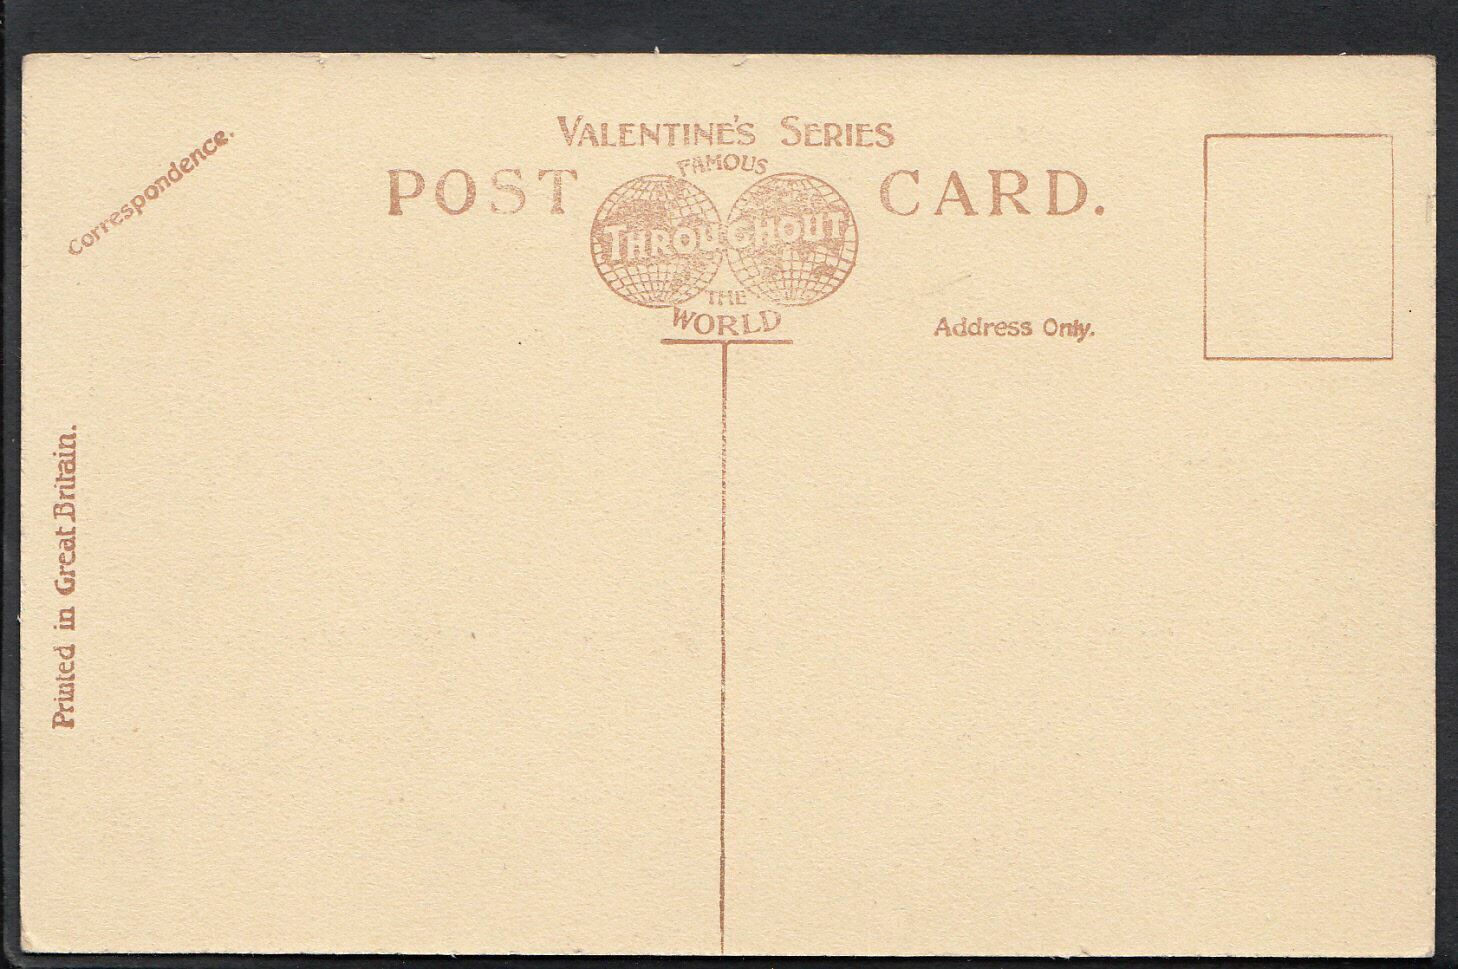 VALENTINE'S SERIES
FAMOUS
POST CARD.
THROUGHOUT
THE
WORLD
Correspondence.
Address Only.
Printed in Great Britain.